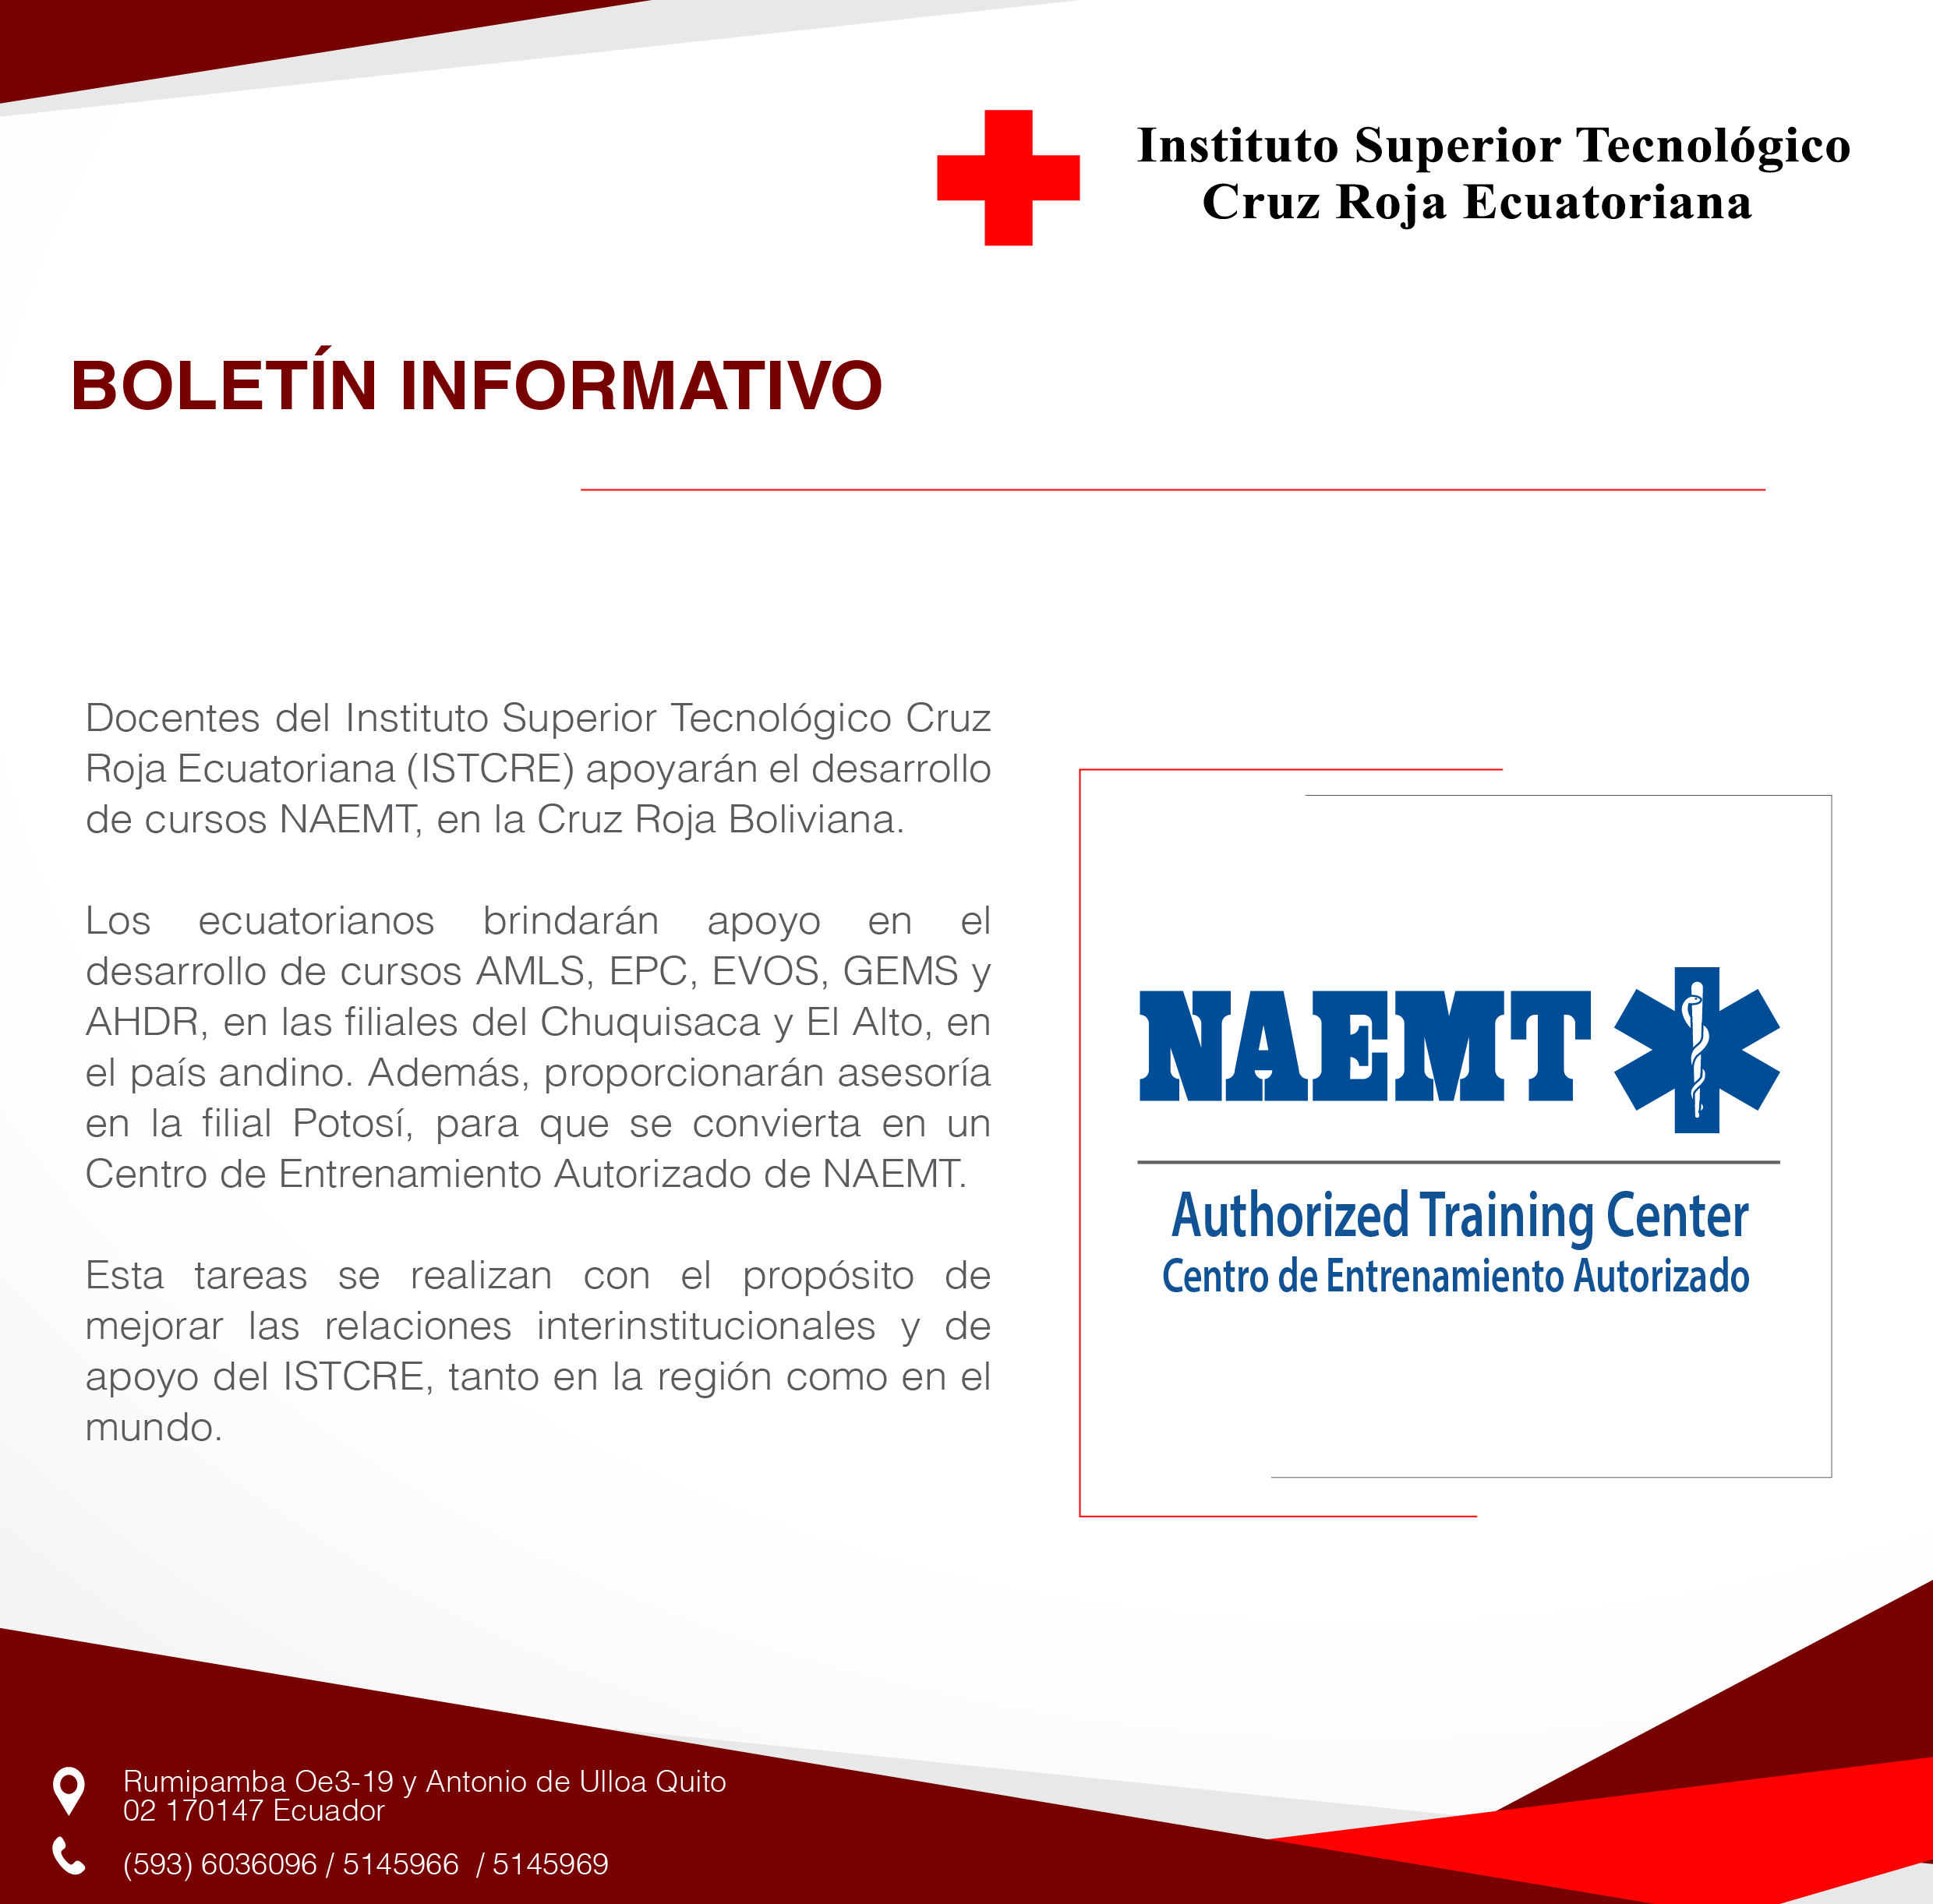 Instituto Superior Tecnológico
Cruz Roja Ecuatoriana
BOLETÍN INFORMATIVO
Docentes del Instituto Superior Tecnológico Cruz
Roja Ecuatoriana (ISTCRE) apoyarán el desarrollo
de cursos NAEMT, en la Cruz Roja Boliviana.
Los ecuatorianos brindarán apoyo en el
desarrollo de cursos AMLS, EPC, EVOS, GEMS y
AHDR, en las filiales del Chuquisaca y El Alto, en
el país andino. Además, proporcionarán asesoría
en la filial Potosí, para que se convierta en un
Centro de Entrenamiento Autorizado de NAEMT.
Esta tareas se realizan con el propósito de
mejorar las relaciones interinstitucionales y de
apoyo del ISTCRE, tanto en la región como en el
mundo.
NAEMT
Authorized Training Center
Centro de Entrenamiento Autorizado
Rumipamba Oe3-19 y Antonio de Ulloa Quito
02 170147 Ecuador
(593) 6036096 / 5145966 / 5145969